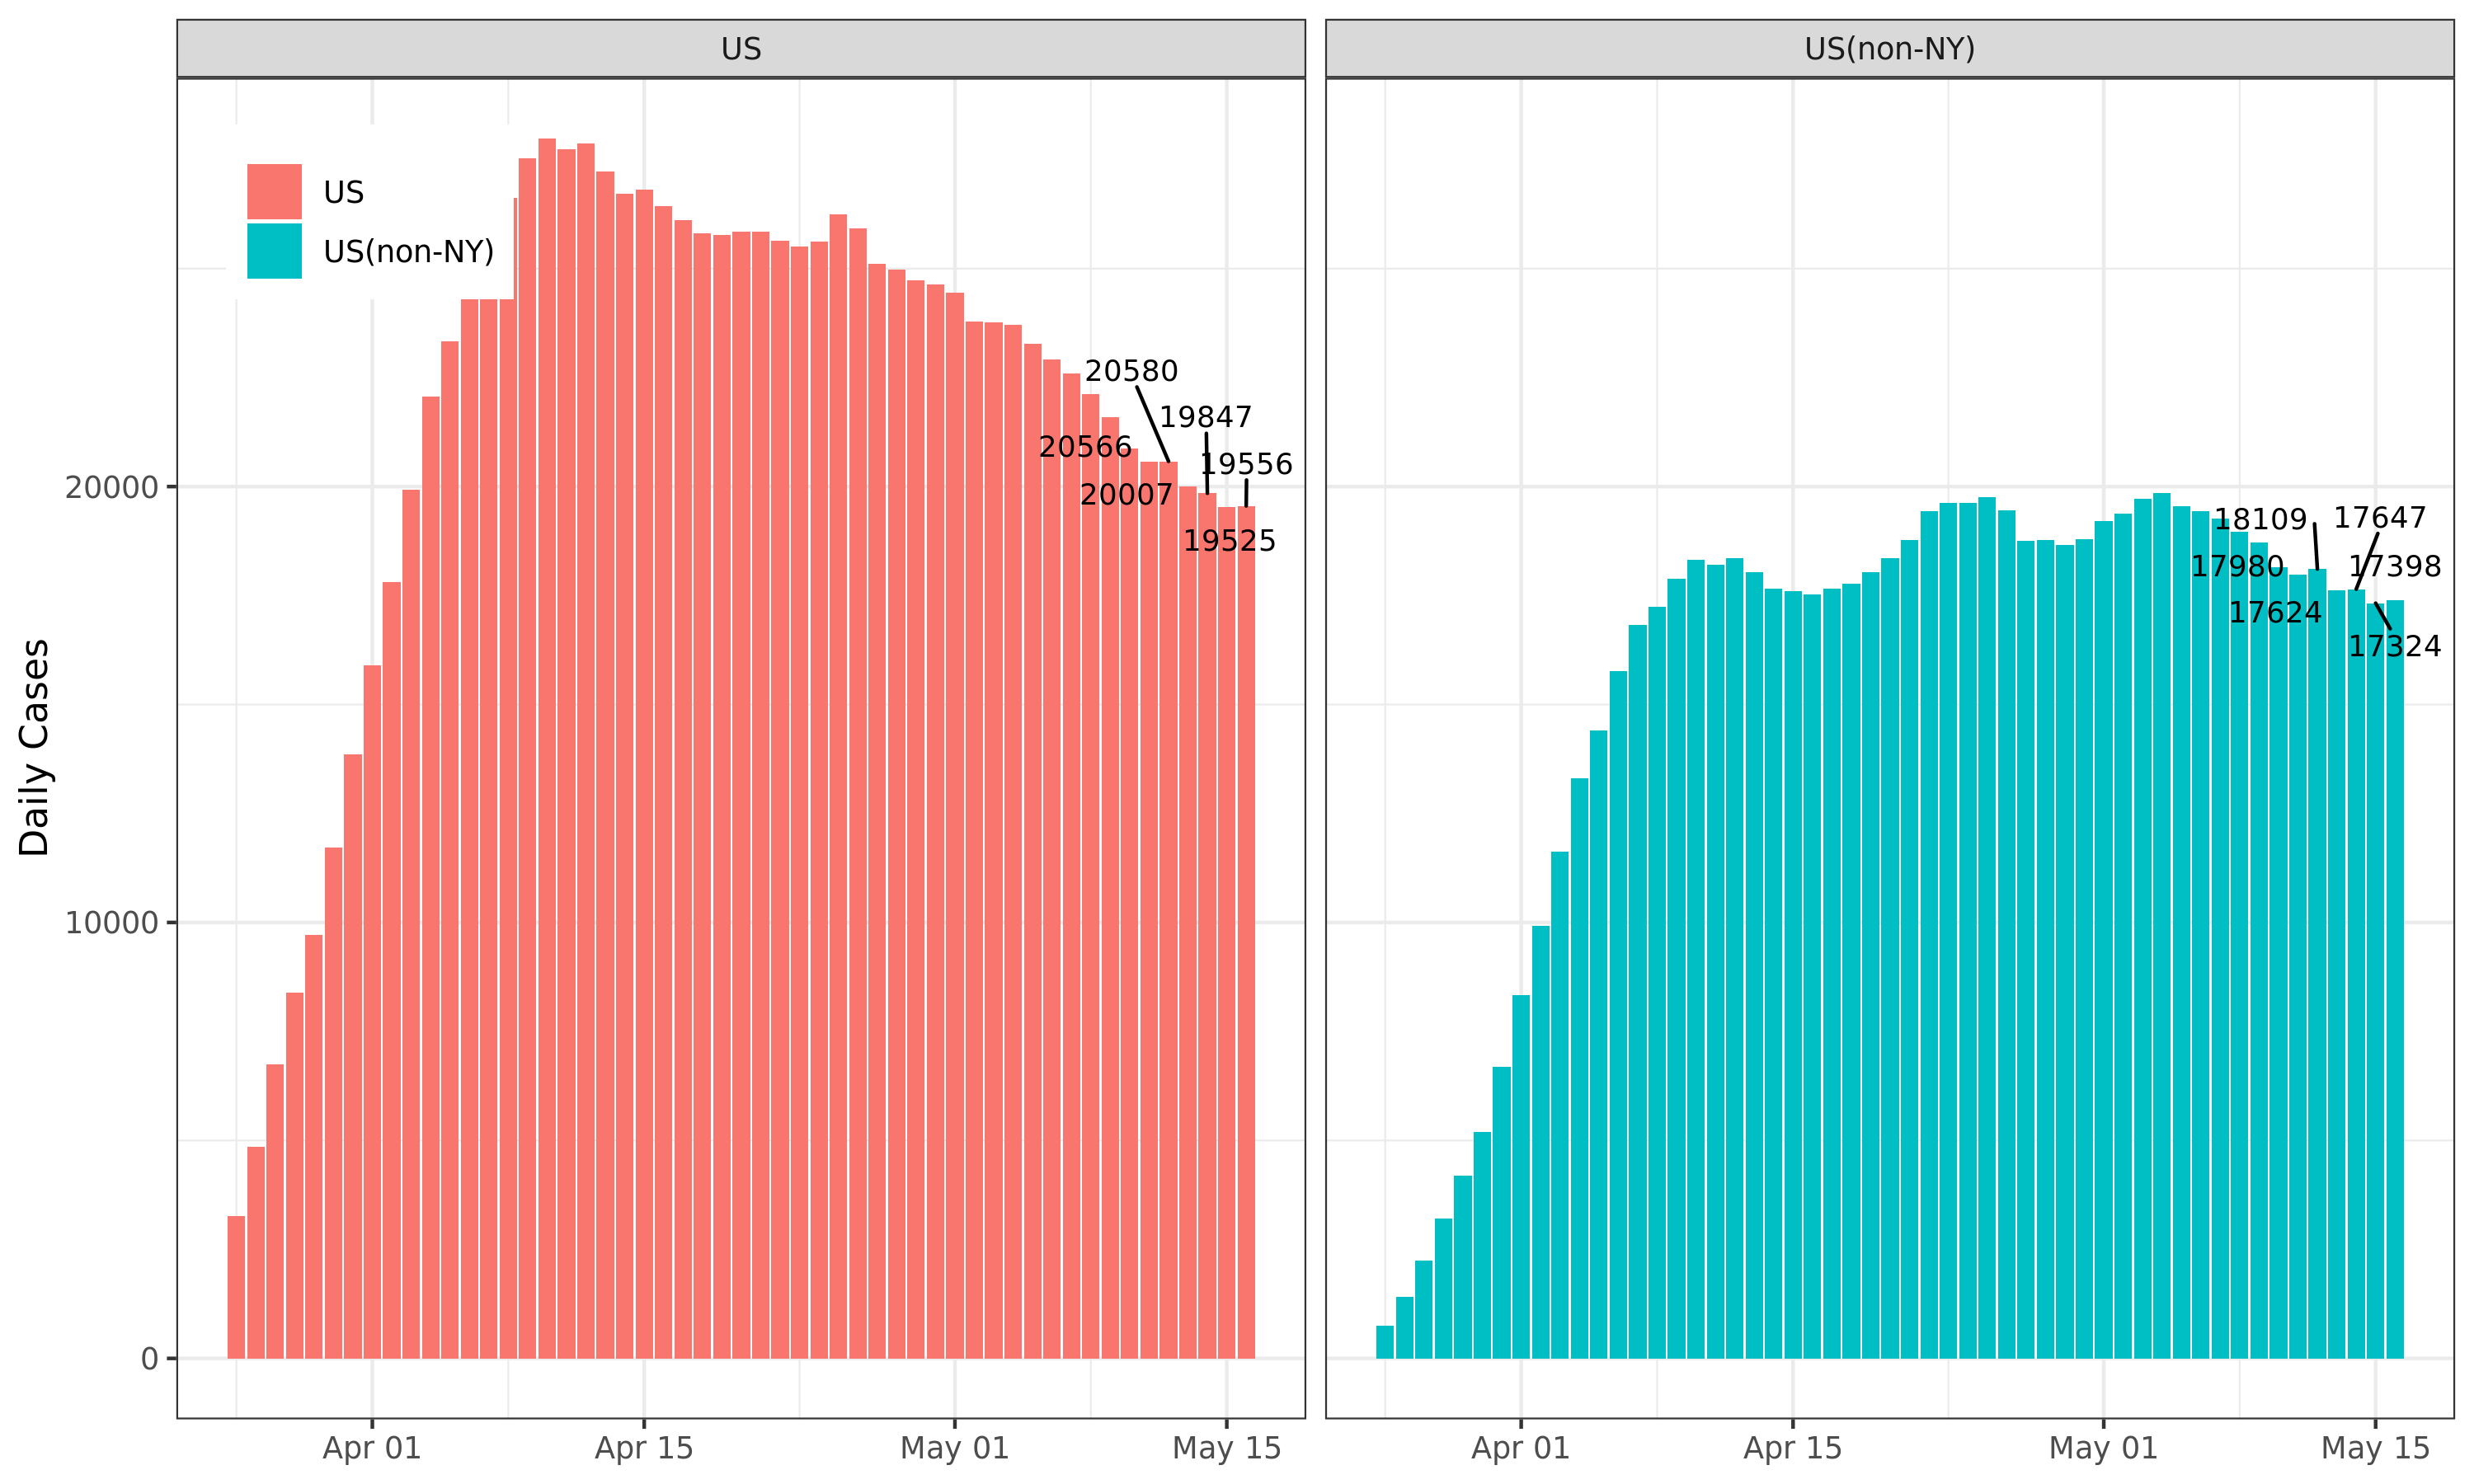 US
US(non-NY)
US
US(non-NY)
20580
19847
20566
19556
20007
19525
18109
17647
17980
17398
17624
17324
Daily Cases
20000
10000
0
Apr 01
Apr 15
May 01
May 15
Apr 01
Apr 15
May 01
May 15